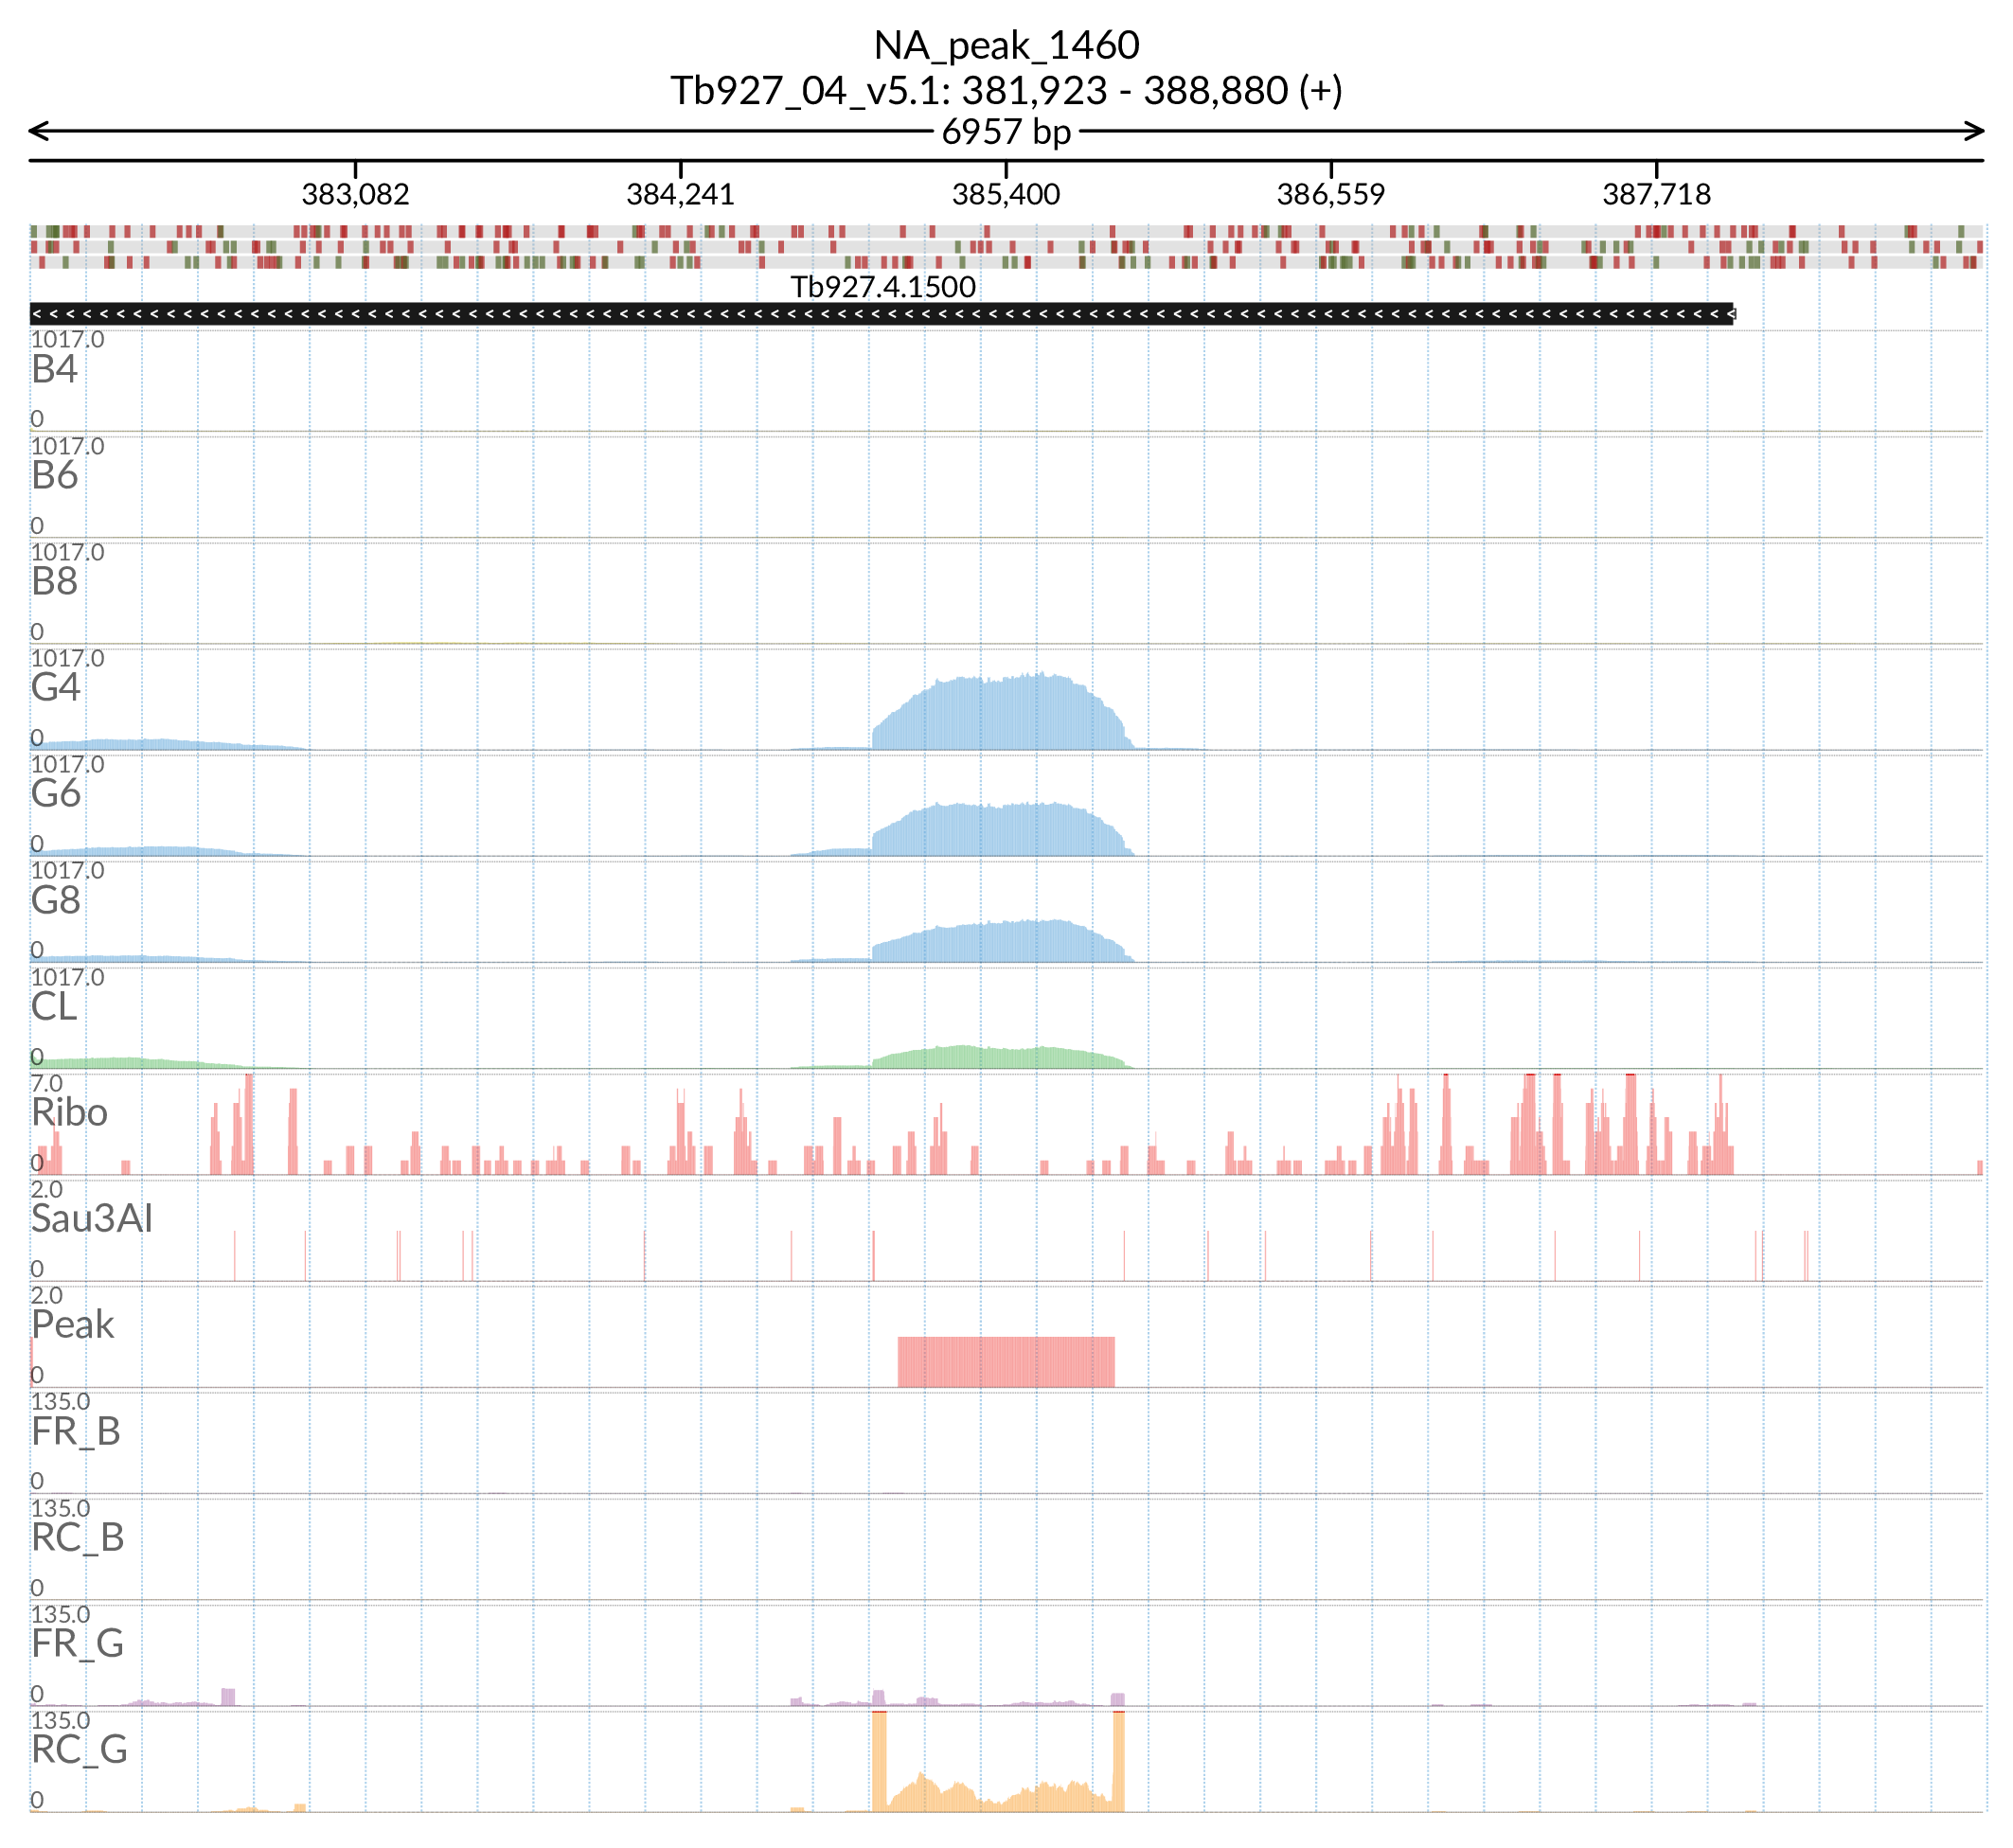 NA_peak_1460
Tb927_04_v5.1: 381,923 - 388,880 (+)
6957 bp
383,082 384,241 385,400 386,559 387,718
Tb927.4.1500
1017.0
B4
0
1017.0
B6
0
1017.0
B8
0
1017.0
G4
0
1017.0
G6
0
1017.0
G8
0
1017.0
CL
0
7.0
Ribo
0
2.0
Sau3AI
0
2.0
Peak
0
135.0
FR_B
0
135.0
RC_B
0
135.0
FR_G
0
135.0
RC_G
0